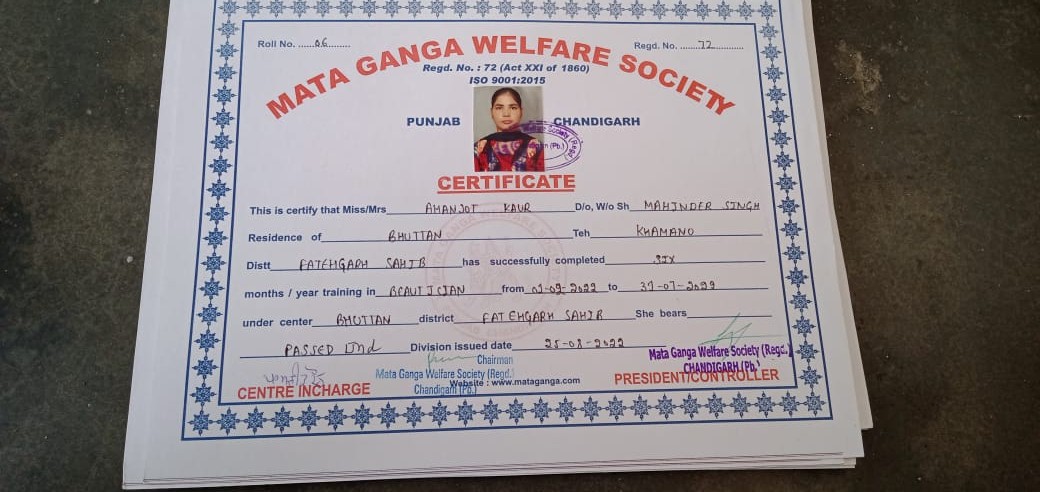 Roll No. ......06......... Regd. No. .....72............
MATA GANGA WELFARE SOCIETY
Regd. No. : 72 (Act XXI of 1860)
ISO 9001:2015
PUNJAB CHANDIGARH
CERTIFICATE
This is certify that Miss/Mrs AMANJOT KAUR D/o, W/o Sh MAHINDER SINGH
Residence of BHUTTAN Teh KHAMANO
Distt FATEHGARH SAHIB has successfully completed SIX
months / year training in BEAUTICIAN from 01-02-2022 to 31-07-2022
under center BHUTTAN district FATEHGARH SAHIB She bears
PASSED IInd Division issued date 25-08-2022
Chairman
Mata Ganga Welfare Society (Regd.)
Chandigarh (Pb.)
Mata Ganga Welfare Society (Regd.)
CHANDIGARH (Pb.)
CENTRE INCHARGE Website : www.mataganga.com PRESIDENT/CONTROLLER